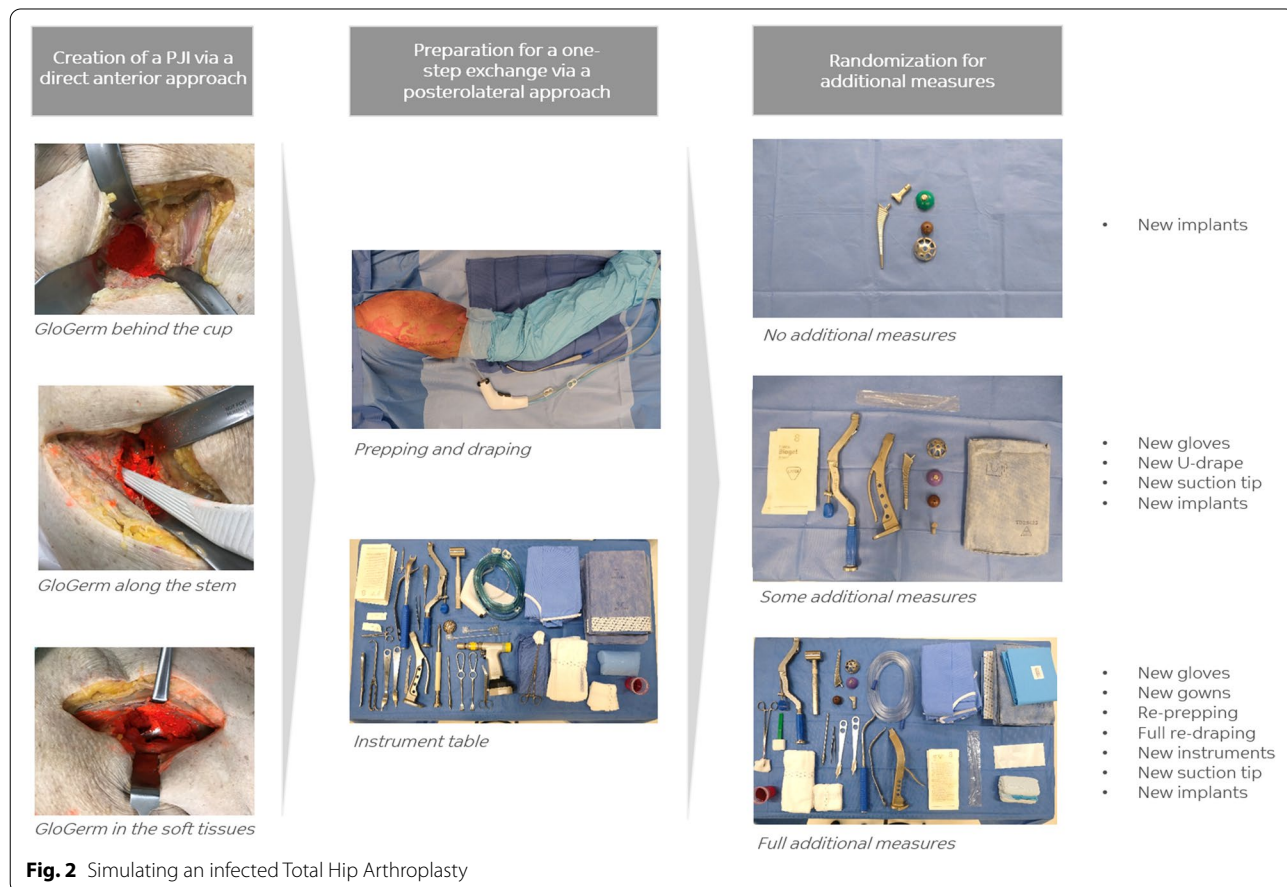 Creation of a PJI via a
direct anterior approach
GloGerm behind the cup
GloGerm along the stem
GloGerm in the soft tissues
Preparation for a one-
step exchange via a
posterolateral approach
Prepping and draping
Instrument table
Randomization for
additional measures
No additional measures
• New implants
Some additional measures
• New gloves
• New U-drape
• New suction tip
• New implants
Full additional measures
• New gloves
• New gowns
• Re-prepping
• Full re-draping
• New instruments
• New suction tip
• New implants
Fig. 2 Simulating an infected Total Hip Arthroplasty